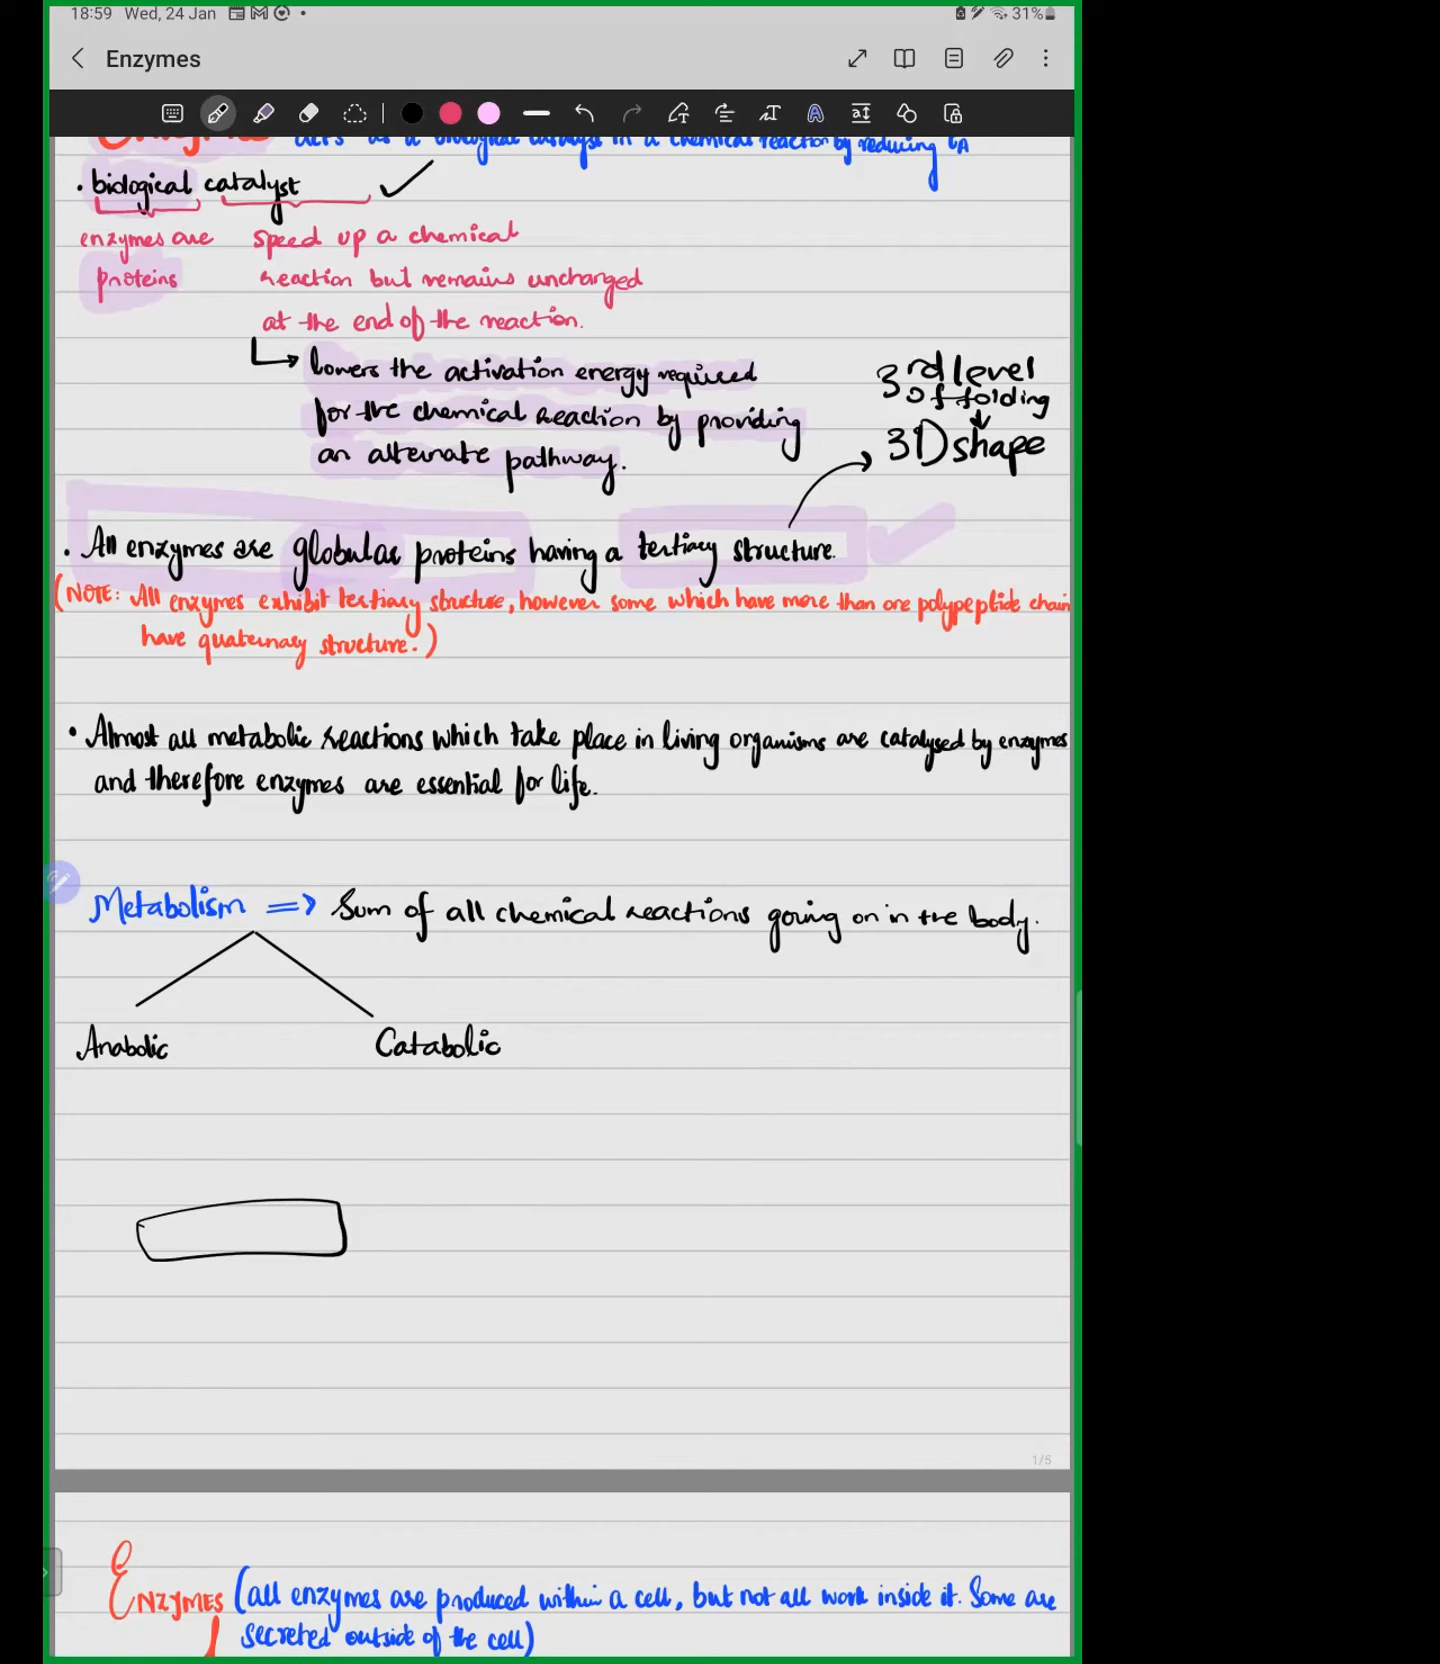 18:59 Wed, 24 Jan
31%
Enzymes
acts as a biological catalyst in a chemical reaction by reducing EA
• biological catalyst
enzymes are speed up a chemical
proteins reaction but remains unchanged
at the end of the reaction.
lowers the activation energy required
for the chemical reaction by providing
an alternate pathway.
3rd level
of folding
3D shape
• All enzymes are globular proteins having a tertiary structure.
(NOTE: All enzymes exhibit tertiary structure, however some which have more than one polypeptide chain
have quaternary structure.)
• Almost all metabolic reactions which take place in living organisms are catalysed by enzymes
and therefore enzymes are essential for life.
Metabolism => Sum of all chemical reactions going on in the body.
Anabolic Catabolic
1/5
ENZYMES (all enzymes are produced within a cell, but not all work inside it. Some are
secreted outside of the cell)